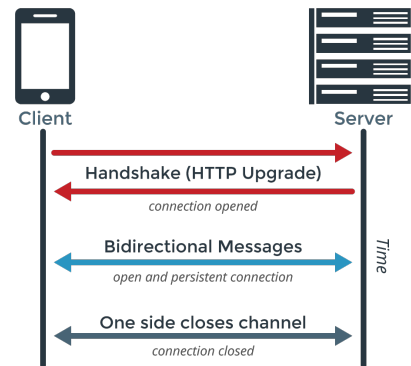 Client
Server
Handshake (HTTP Upgrade)
connection opened
Bidirectional Messages
open and persistent connection
Time
One side closes channel
connection closed